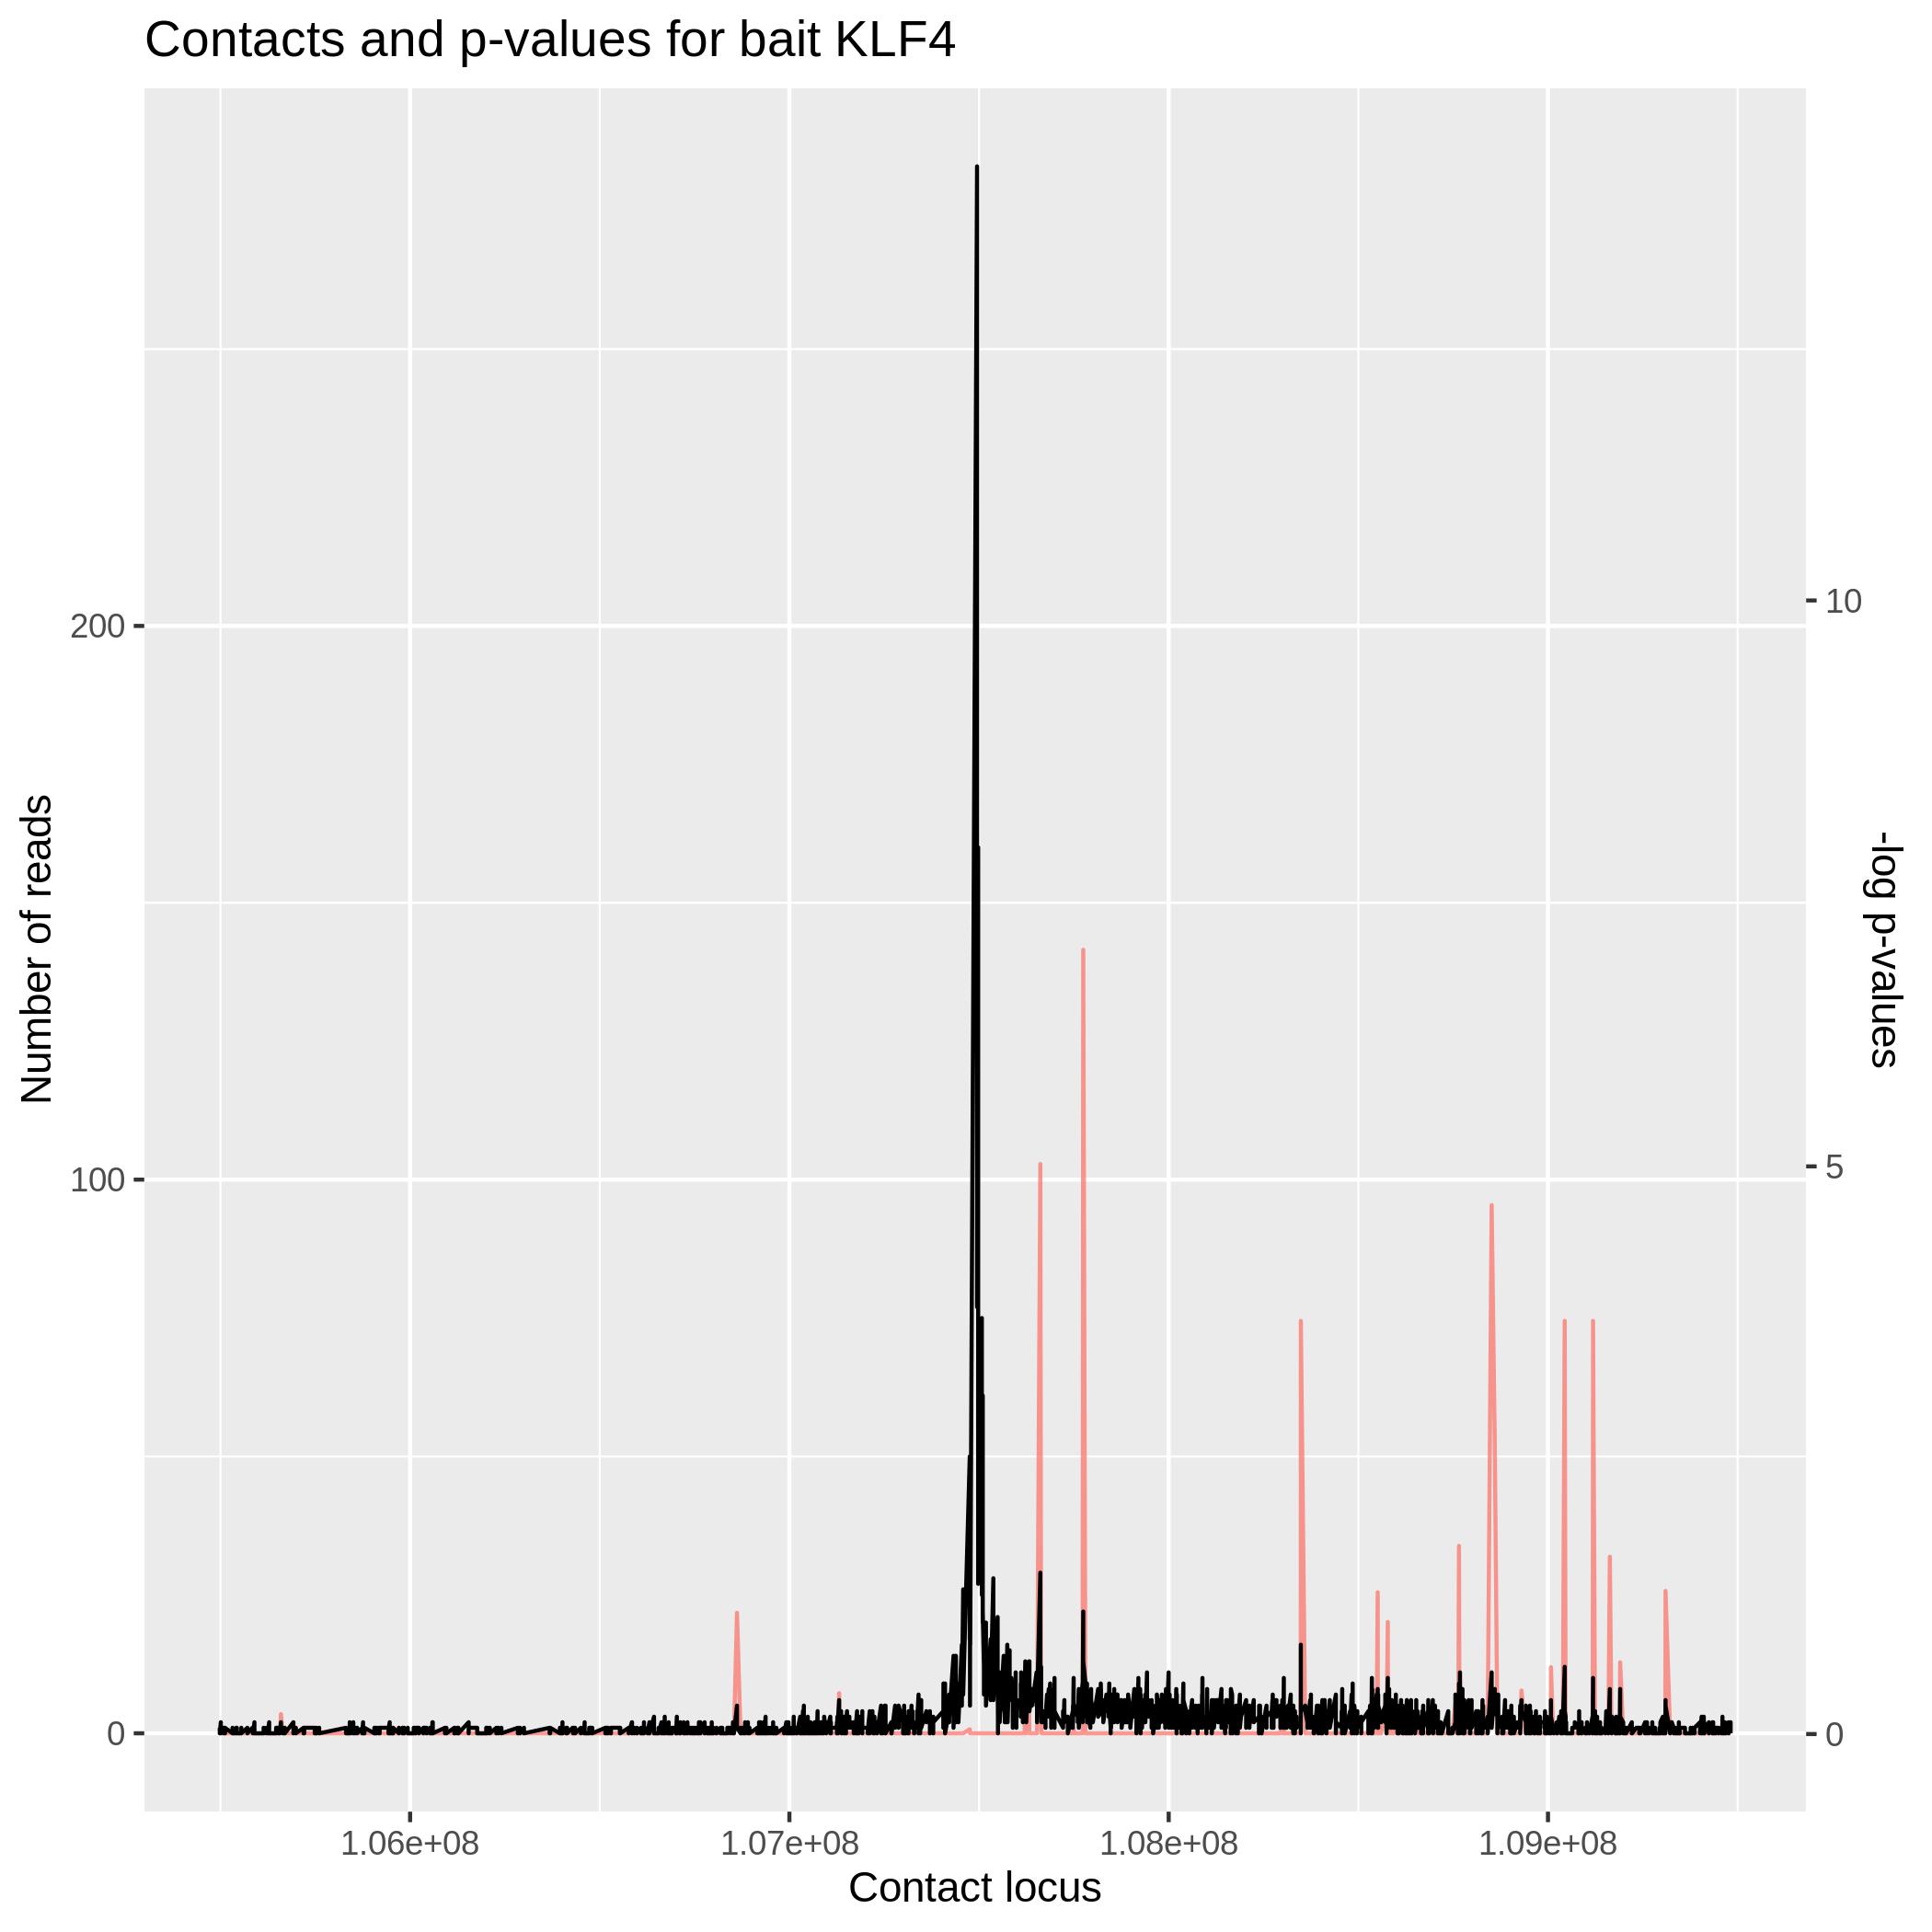 Contacts and p-values for bait KLF4
Number of reads
200
100
0
10
5
0
-log p-values
1.06e+08 1.07e+08 1.08e+08 1.09e+08
Contact locus